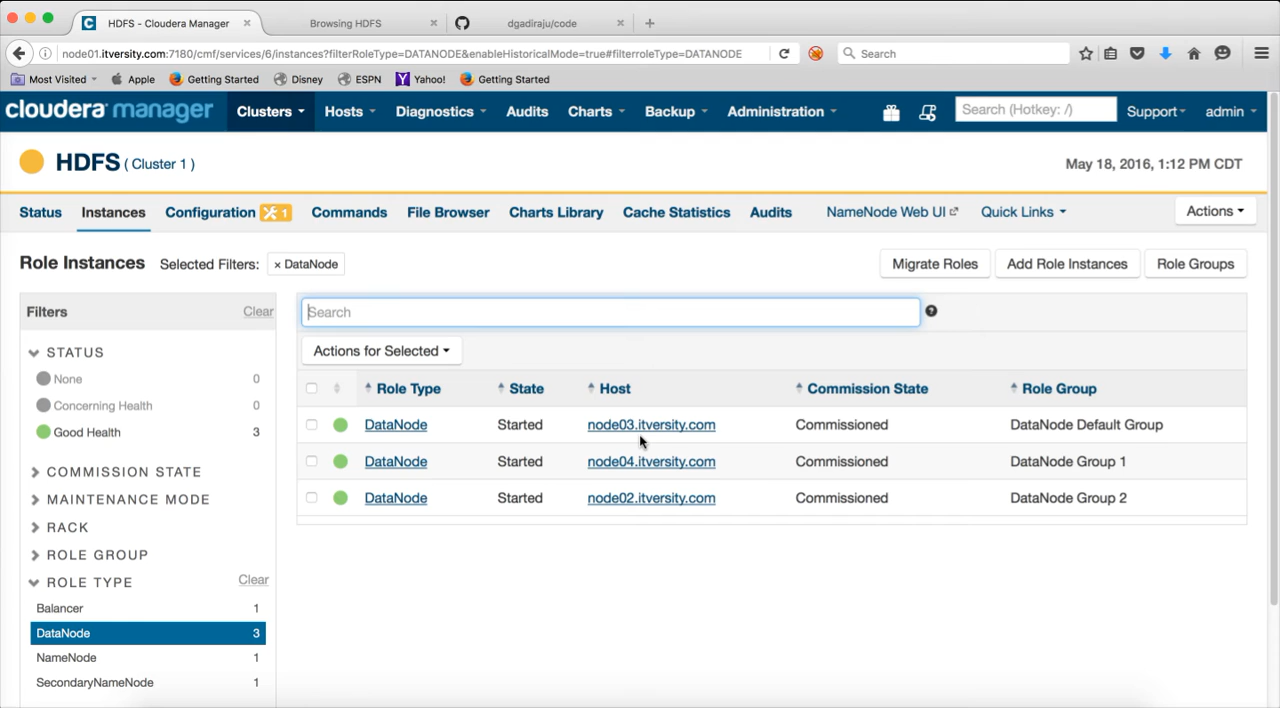 HDFS - Cloudera Manager × Browsing HDFS × dgadiraju/code × +
node01.itversity.com:7180/cmf/services/6/instances?filterRoleType=DATANODE&enableHistoricalMode=true#filterroleType=DATANODE Search
Most Visited Apple Getting Started Disney ESPN Yahoo! Getting Started
cloudera MANAGER Clusters Hosts Diagnostics Audits Charts Backup Administration Search (Hotkey: /) Support admin
HDFS ( Cluster 1 ) May 18, 2016, 1:12 PM CDT
Status Instances Configuration 1 Commands File Browser Charts Library Cache Statistics Audits NameNode Web UI Quick Links Actions
Role Instances Selected Filters: × DataNode Migrate Roles Add Role Instances Role Groups
Filters Clear
Search ?
STATUS
None 0
Concerning Health 0
Good Health 3
COMMISSION STATE
MAINTENANCE MODE
RACK
ROLE GROUP
ROLE TYPE Clear
Balancer 1
DataNode 3
NameNode 1
SecondaryNameNode 1
Actions for Selected
Role Type State Host Commission State Role Group
DataNode Started node03.itversity.com Commissioned DataNode Default Group
DataNode Started node04.itversity.com Commissioned DataNode Group 1
DataNode Started node02.itversity.com Commissioned DataNode Group 2